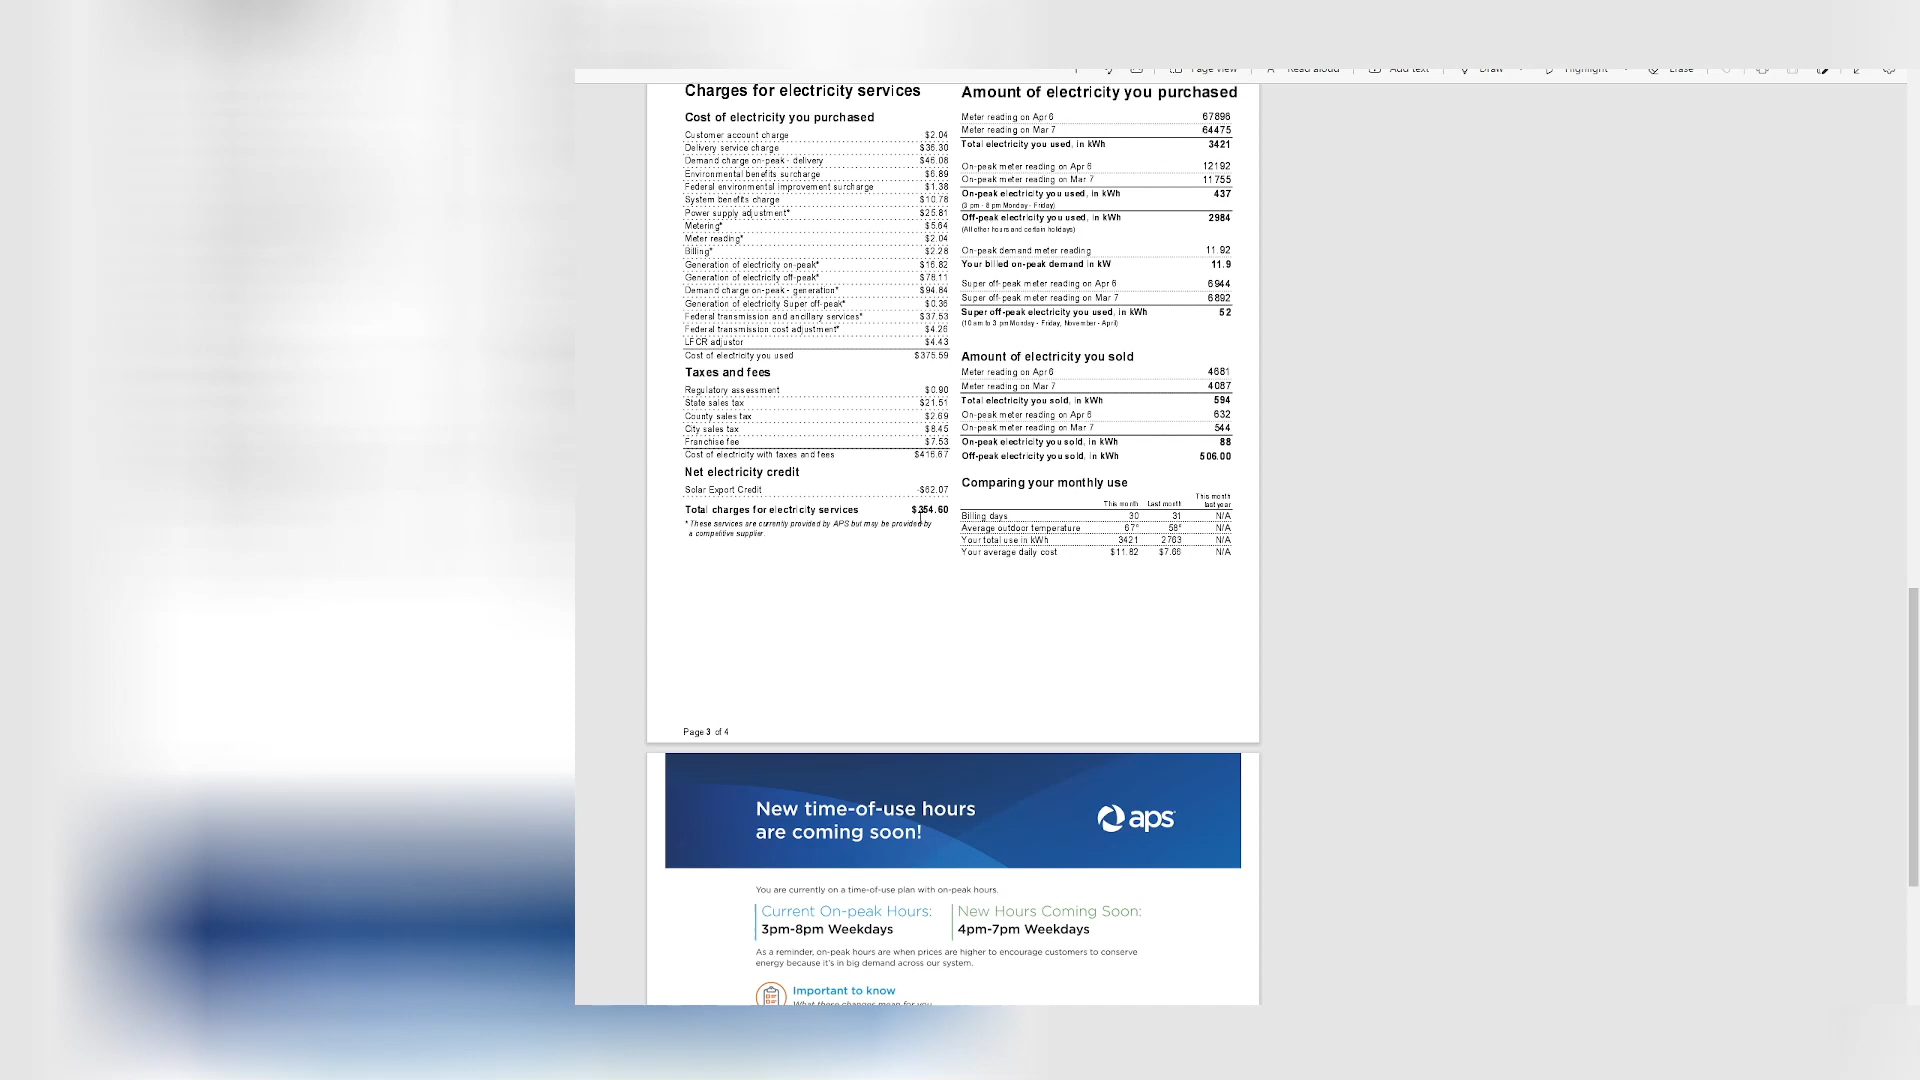 Page view Read aloud Add text Draw Highlight Erase
Charges for electricity services
Cost of electricity you purchased
Customer account charge $2.04
Delivery service charge $36.30
Demand charge on-peak - delivery $46.08
Environmental benefits surcharge $6.89
Federal environmental improvement surcharge $1.38
System benefits charge $10.78
Power supply adjustment* $25.81
Metering* $5.64
Meter reading* $2.04
Billing* $2.28
Generation of electricity on-peak* $16.82
Generation of electricity off-peak* $78.11
Demand charge on-peak - generation* $94.84
Generation of electricity Super off-peak* $0.36
Federal transmission and ancillary services* $37.53
Federal transmission cost adjustment* $4.26
LFCR adjustor $4.43
Cost of electricity you used $375.59
Taxes and fees
Regulatory assessment $0.90
State sales tax $21.51
County sales tax $2.69
City sales tax $8.45
Franchise fee $7.53
Cost of electricity with taxes and fees $416.67
Net electricity credit
Solar Export Credit -$62.07
Total charges for electricity services $354.60
* These services are currently provided by APS but may be provided by
a competitive supplier.
Amount of electricity you purchased
Meter reading on Apr 6 67896
Meter reading on Mar 7 64475
Total electricity you used, in kWh 3421
On-peak meter reading on Apr 6 12192
On-peak meter reading on Mar 7 11755
On-peak electricity you used, in kWh 437
(3 pm - 8 pm Monday - Friday)
Off-peak electricity you used, in kWh 2984
(All other hours and certain holidays)
On-peak demand meter reading 11.92
Your billed on-peak demand in kW 11.9
Super off-peak meter reading on Apr 6 6944
Super off-peak meter reading on Mar 7 6892
Super off-peak electricity you used, in kWh 52
(10 am to 3 pm Monday - Friday, November - April)
Amount of electricity you sold
Meter reading on Apr 6 4681
Meter reading on Mar 7 4087
Total electricity you sold, in kWh 594
On-peak meter reading on Apr 6 632
On-peak meter reading on Mar 7 544
On-peak electricity you sold, in kWh 88
Off-peak electricity you sold, in kWh 506.00
Comparing your monthly use
This month Last month This month last year
Billing days 30 31 N/A
Average outdoor temperature 67° 58° N/A
Your total use in kWh 3421 2763 N/A
Your average daily cost $11.82 $7.66 N/A
Page 3 of 4
New time-of-use hours
are coming soon!
aps
You are currently on a time-of-use plan with on-peak hours.
Current On-peak Hours:
3pm-8pm Weekdays
New Hours Coming Soon:
4pm-7pm Weekdays
As a reminder, on-peak hours are when prices are higher to encourage customers to conserve
energy because it's in big demand across our system.
Important to know
What these changes mean for you